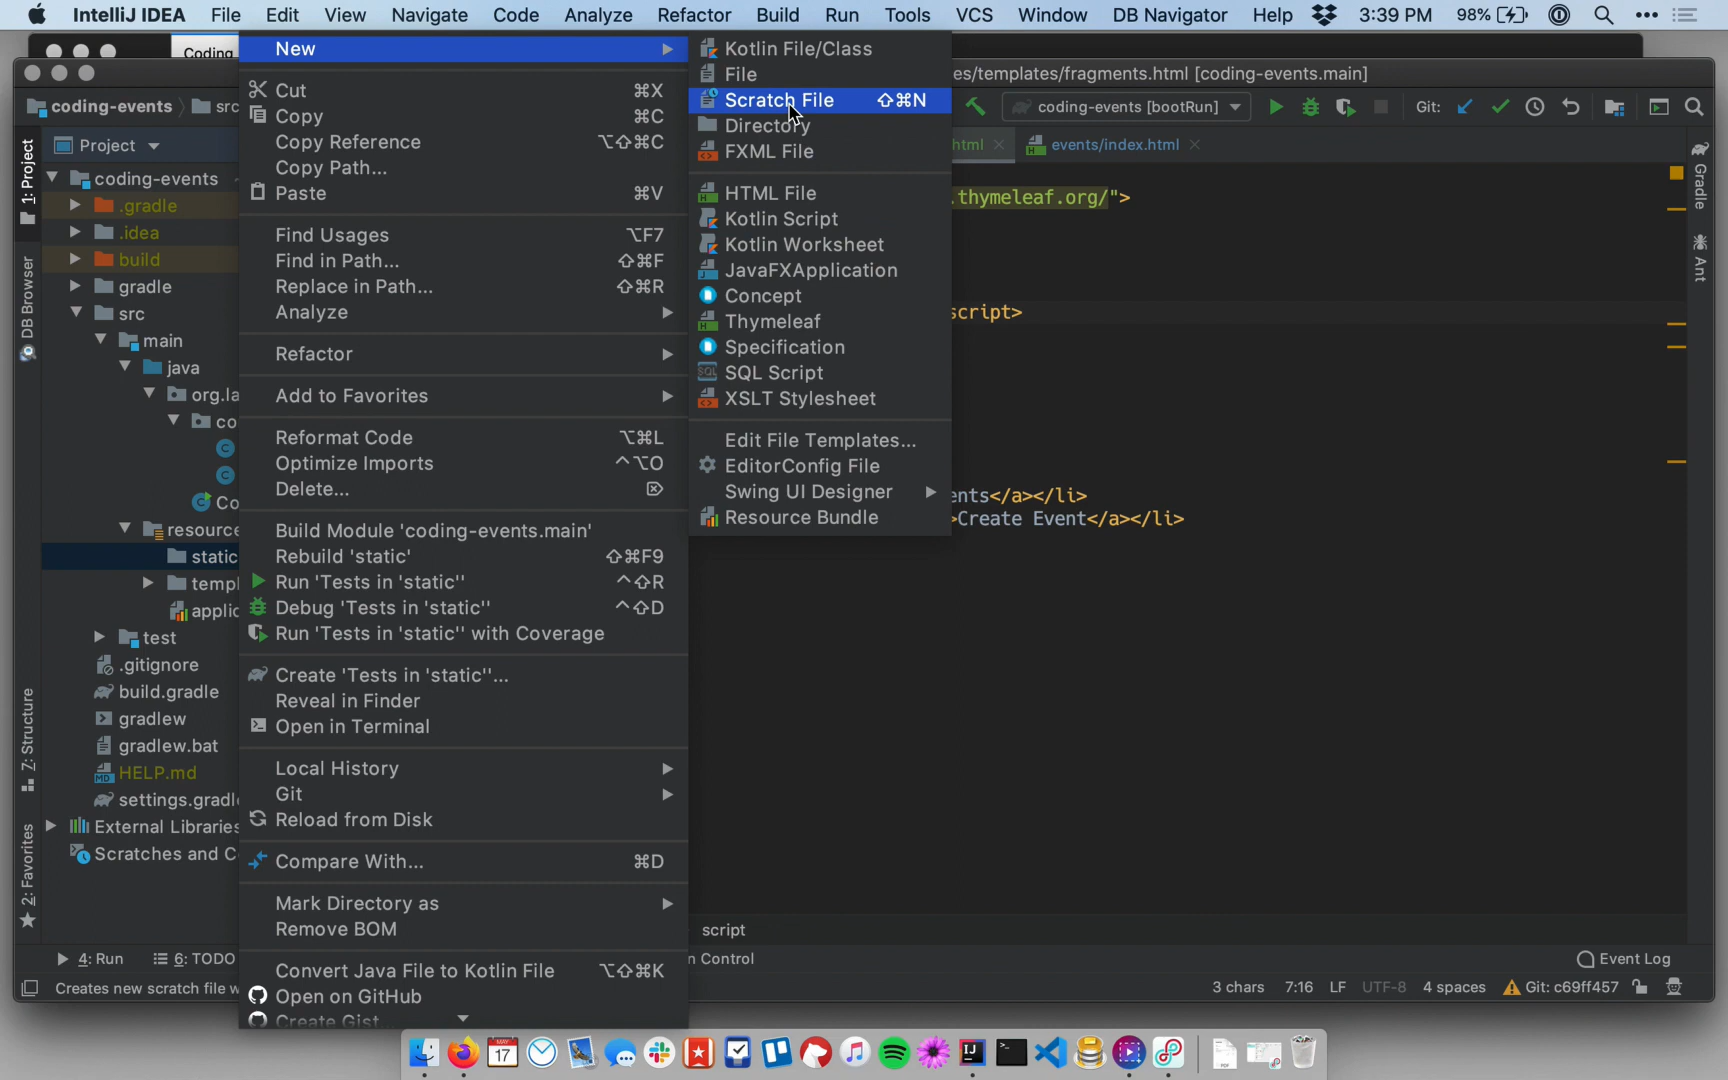 IntelliJ IDEA File Edit View Navigate Code Analyze Refactor Build Run Tools VCS Window DB Navigator Help 3:39 PM 98%
Coding
es/templates/fragments.html [coding-events.main]
coding-events src
coding-events [bootRun] Git:
Project
html events/index.html
1: Project
DB Browser
Z: Structure
2: Favorites
coding-events
.gradle
.idea
build
gradle
src
main
java
org.la
co
Co
resource
static
templ
applic
test
.gitignore
build.gradle
gradlew
gradlew.bat
HELP.md
settings.gradle
External Libraries
Scratches and C
New
Cut ⌘X
Copy ⌘C
Copy Reference ⌥⇧⌘C
Copy Path...
Paste ⌘V
Find Usages ⌥F7
Find in Path... ⇧⌘F
Replace in Path... ⇧⌘R
Analyze
Refactor
Add to Favorites
Reformat Code ⌥⌘L
Optimize Imports ^⌥O
Delete... ⌦
Build Module 'coding-events.main'
Rebuild 'static' ⇧⌘F9
Run 'Tests in 'static'' ^⇧R
Debug 'Tests in 'static'' ^⇧D
Run 'Tests in 'static'' with Coverage
Create 'Tests in 'static''...
Reveal in Finder
Open in Terminal
Local History
Git
Reload from Disk
Compare With... ⌘D
Mark Directory as
Remove BOM
Convert Java File to Kotlin File ⌥⇧⌘K
Open on GitHub
Create Gist...
Kotlin File/Class
File
Scratch File ⇧⌘N
Directory
FXML File
HTML File
Kotlin Script
Kotlin Worksheet
JavaFXApplication
Concept
Thymeleaf
Specification
SQL Script
XSLT Stylesheet
Edit File Templates...
EditorConfig File
Swing UI Designer
Resource Bundle
.thymeleaf.org/">
script>
ents</a></li>
>Create Event</a></li>
Gradle
Ant
script
4: Run 6: TODO n Control Event Log
Creates new scratch file w 3 chars 7:16 LF UTF-8 4 spaces Git: c69ff457
MAY
17